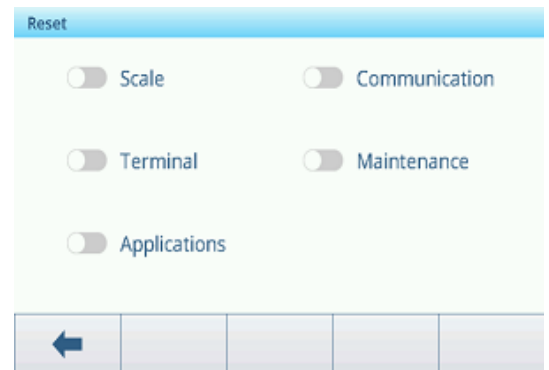 Reset
Scale
Communication
Terminal
Maintenance
Applications